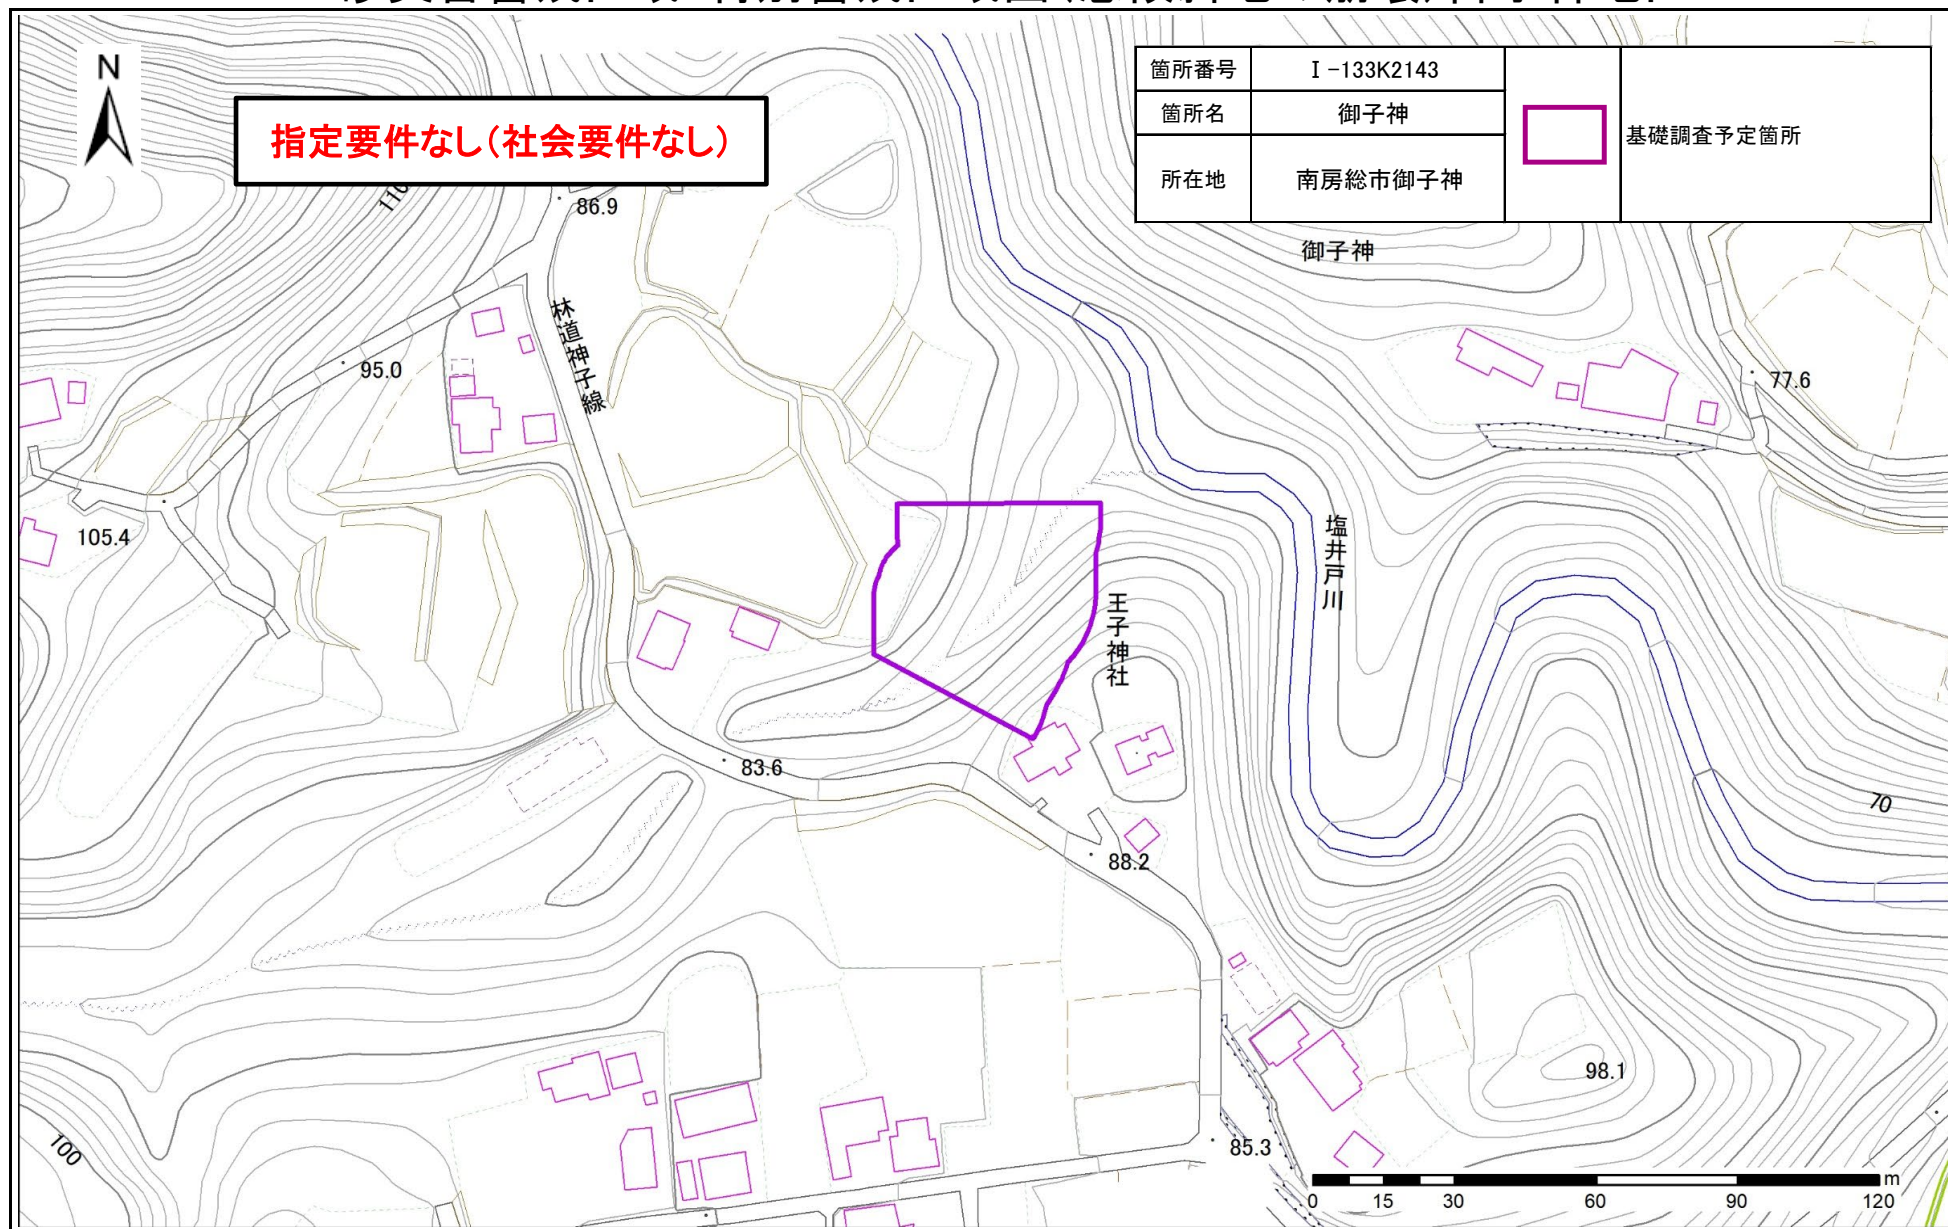 N
指定要件なし（社会要件なし）
箇所番号 Ⅰ-133K2143
箇所名 御子神
所在地 南房総市御子神
基礎調査予定箇所
110
86.9
御子神
林道神子線
95.0
77.6
105.4
塩井戸川
王子神社
83.6
70
88.2
98.1
100
85.3
m
0 15 30 60 90 120